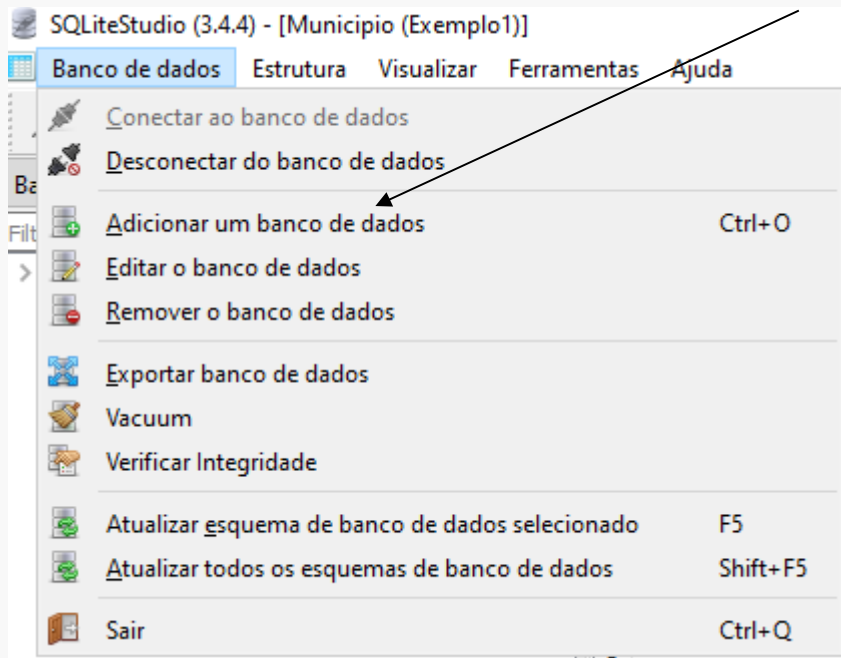 SQLiteStudio (3.4.4) - [Municipio (Exemplo1)]
Banco de dados Estrutura Visualizar Ferramentas Ajuda
Conectar ao banco de dados
Desconectar do banco de dados
Ba
Filt
Adicionar um banco de dados Ctrl+O
Editar o banco de dados
Remover o banco de dados
Exportar banco de dados
Vacuum
Verificar Integridade
Atualizar esquema de banco de dados selecionado F5
Atualizar todos os esquemas de banco de dados Shift+F5
Sair Ctrl+Q